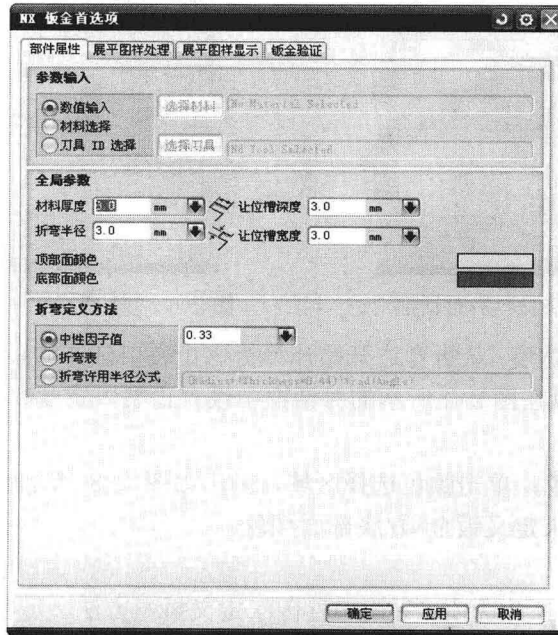 NX 钣金首选项
部件属性 展平图样处理 展平图样显示 钣金验证
参数输入
数值输入 选择材料 No Material Selected
材料选择
刀具 ID 选择 选择刀具 No Tool Selected
全局参数
材料厚度 3.0 mm 让位槽深度 3.0 mm
折弯半径 3.0 mm 让位槽宽度 3.0 mm
顶部面颜色
底部面颜色
折弯定义方法
中性因子值 0.33
折弯表
折弯许用半径公式 (Radius+(Thickness*0.44))*rad(Angle)
确定 应用 取消